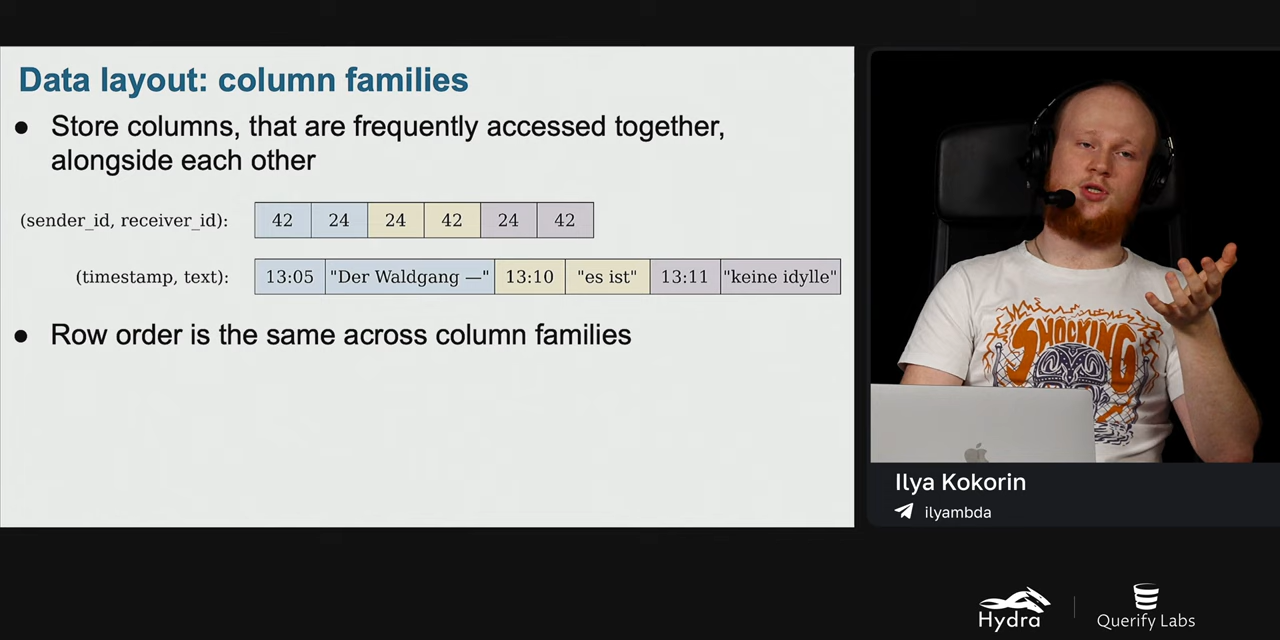 Data layout: column families
● Store columns, that are frequently accessed together,
alongside each other
(sender_id, receiver_id): 42 24 24 42 24 42
(timestamp, text): 13:05 "Der Waldgang —" 13:10 "es ist" 13:11 "keine idylle"
● Row order is the same across column families
SHOCKING
Ilya Kokorin
ilyambda
Hydra
Querify Labs